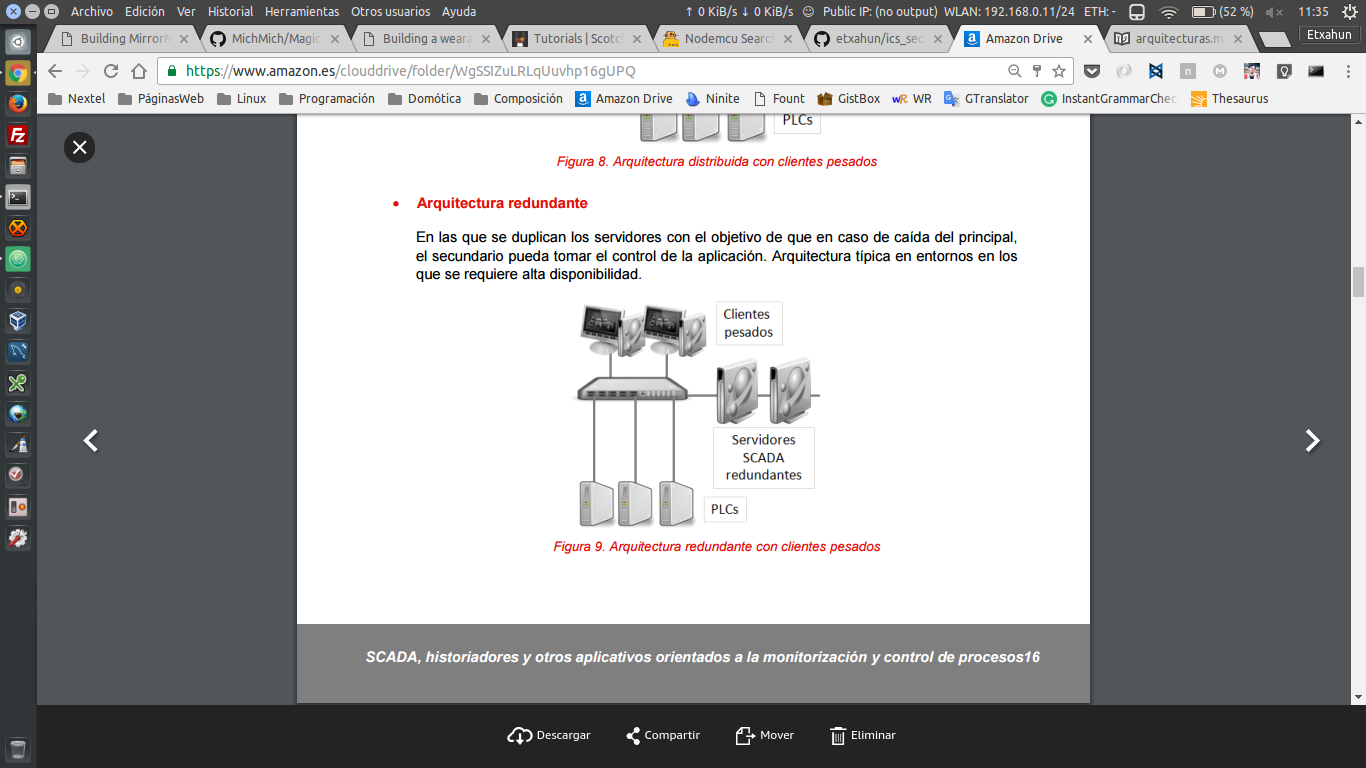 Archivo Edición Ver Historial Herramientas Otros usuarios Ayuda ↑ 0 KiB/s ↓ 0 KiB/s Public IP: (no output) WLAN: 192.168.0.11/24 ETH: - (52 %) 11:35
Building MirrorM
MichMich/Magic
Building a weara
Tutorials | Scotch
Nodemcu Search
etxahun/ics_sec
Amazon Drive
arquitecturas.m
Etxahun
https://www.amazon.es/clouddrive/folder/WgSSIZuLRLqUuvhp16gUPQ
Nextel PáginasWeb Linux Programación Domótica Composición Amazon Drive Ninite Fount GistBox WR GTranslator InstantGrammarChec Thesaurus
PLCs
Figura 8. Arquitectura distribuida con clientes pesados
• Arquitectura redundante
En las que se duplican los servidores con el objetivo de que en caso de caída del principal,
el secundario pueda tomar el control de la aplicación. Arquitectura típica en entornos en los
que se requiere alta disponibilidad.
Clientes
pesados
Servidores
SCADA
redundantes
PLCs
Figura 9. Arquitectura redundante con clientes pesados
SCADA, historiadores y otros aplicativos orientados a la monitorización y control de procesos16
Descargar Compartir Mover Eliminar